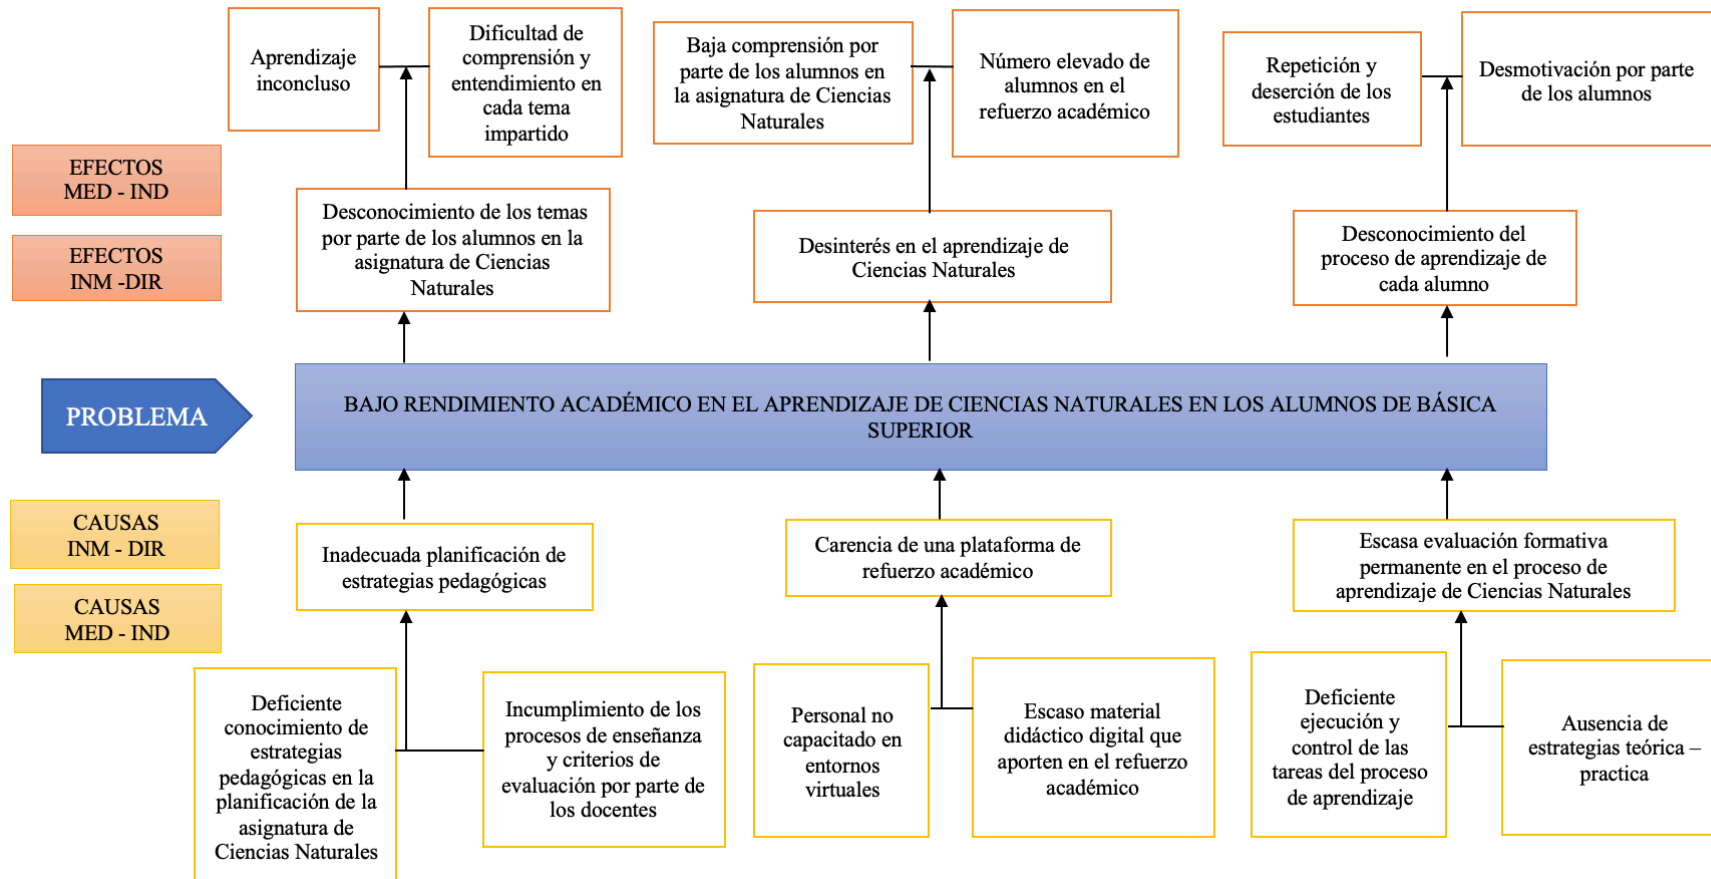 Aprendizaje
inconcluso
Dificultad de
comprensión y
entendimiento en
cada tema
impartido
Baja comprensión por
parte de los alumnos en
la asignatura de Ciencias
Naturales
Número elevado de
alumnos en el
refuerzo académico
Repetición y
deserción de los
estudiantes
Desmotivación por parte
de los alumnos
EFECTOS
MED - IND
EFECTOS
INM -DIR
Desconocimiento de los temas
por parte de los alumnos en la
asignatura de Ciencias
Naturales
Desinterés en el aprendizaje de
Ciencias Naturales
Desconocimiento del
proceso de aprendizaje de
cada alumno
PROBLEMA
BAJO RENDIMIENTO ACADÉMICO EN EL APRENDIZAJE DE CIENCIAS NATURALES EN LOS ALUMNOS DE BÁSICA
SUPERIOR
CAUSAS
INM - DIR
CAUSAS
MED - IND
Inadecuada planificación de
estrategias pedagógicas
Carencia de una plataforma de
refuerzo académico
Escasa evaluación formativa
permanente en el proceso de
aprendizaje de Ciencias Naturales
Deficiente
conocimiento de
estrategias
pedagógicas en la
planificación de la
asignatura de
Ciencias Naturales
Incumplimiento de los
procesos de enseñanza
y criterios de
evaluación por parte de
los docentes
Personal no
capacitado en
entornos
virtuales
Escaso material
didáctico digital que
aporten en el refuerzo
académico
Deficiente
ejecución y
control de las
tareas del proceso
de aprendizaje
Ausencia de
estrategias teórica –
practica